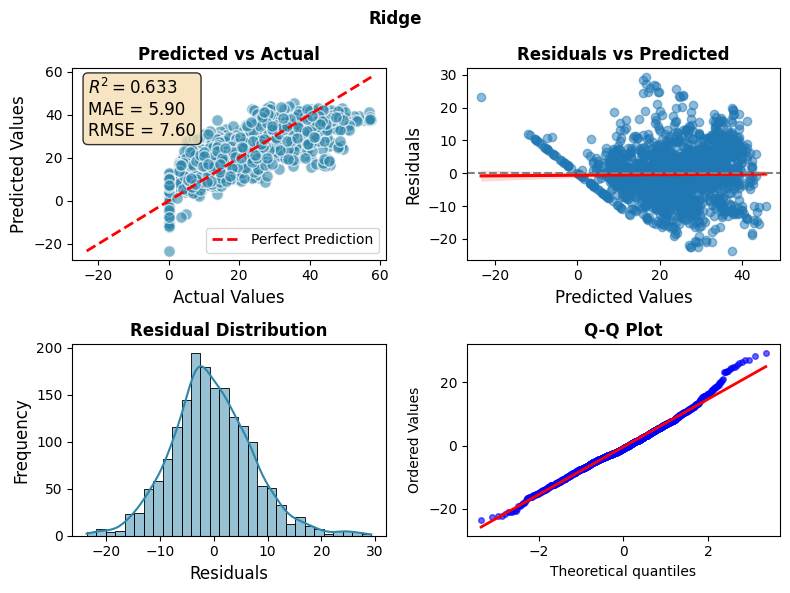 Ridge
Predicted vs Actual
Predicted Values
60
40
20
0
−20
R² = 0.633
MAE = 5.90
RMSE = 7.60
Perfect Prediction
−20 0 20 40 60
Actual Values
Residuals vs Predicted
Residuals
30
20
10
0
−10
−20
−20 0 20 40
Predicted Values
Residual Distribution
Frequency
200
150
100
50
0
−20 −10 0 10 20 30
Residuals
Q-Q Plot
Ordered Values
20
0
−20
−2 0 2
Theoretical quantiles